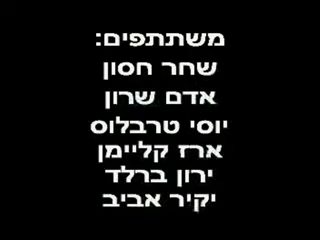 משתתפים:
שחר חסון
אדם שרון
יוסי טרבלוס
ארז קליימן
ירון ברלד
יקיר אביב